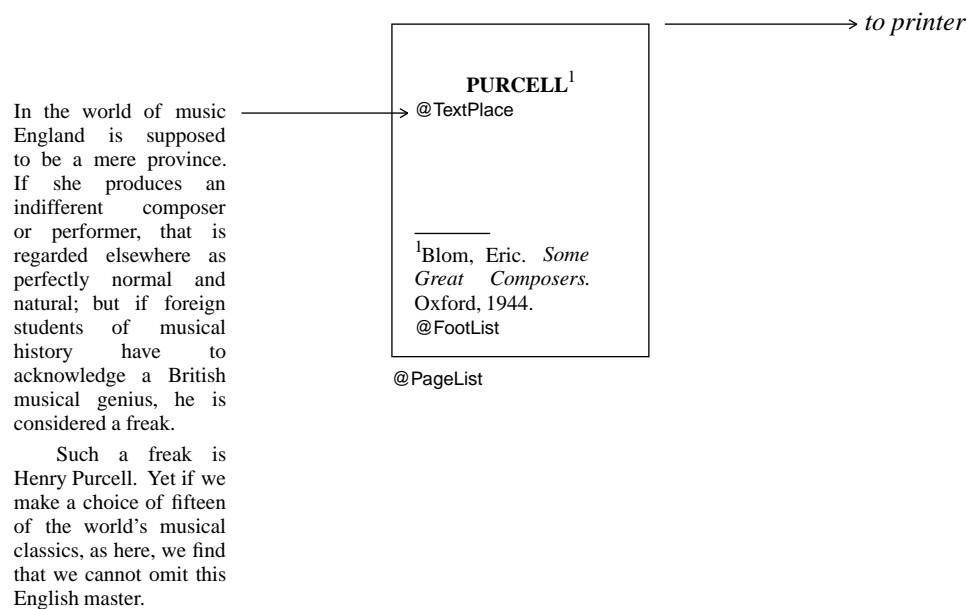 to printer
PURCELL1
@TextPlace
In the world of music
England is supposed
to be a mere province.
If she produces an
indifferent composer
or performer, that is
regarded elsewhere as
perfectly normal and
natural; but if foreign
students of musical
history have to
acknowledge a British
musical genius, he is
considered a freak.
Such a freak is
Henry Purcell. Yet if we
make a choice of fifteen
of the world’s musical
classics, as here, we find
that we cannot omit this
English master.
1Blom, Eric. Some
Great Composers.
Oxford, 1944.
@FootList
@PageList